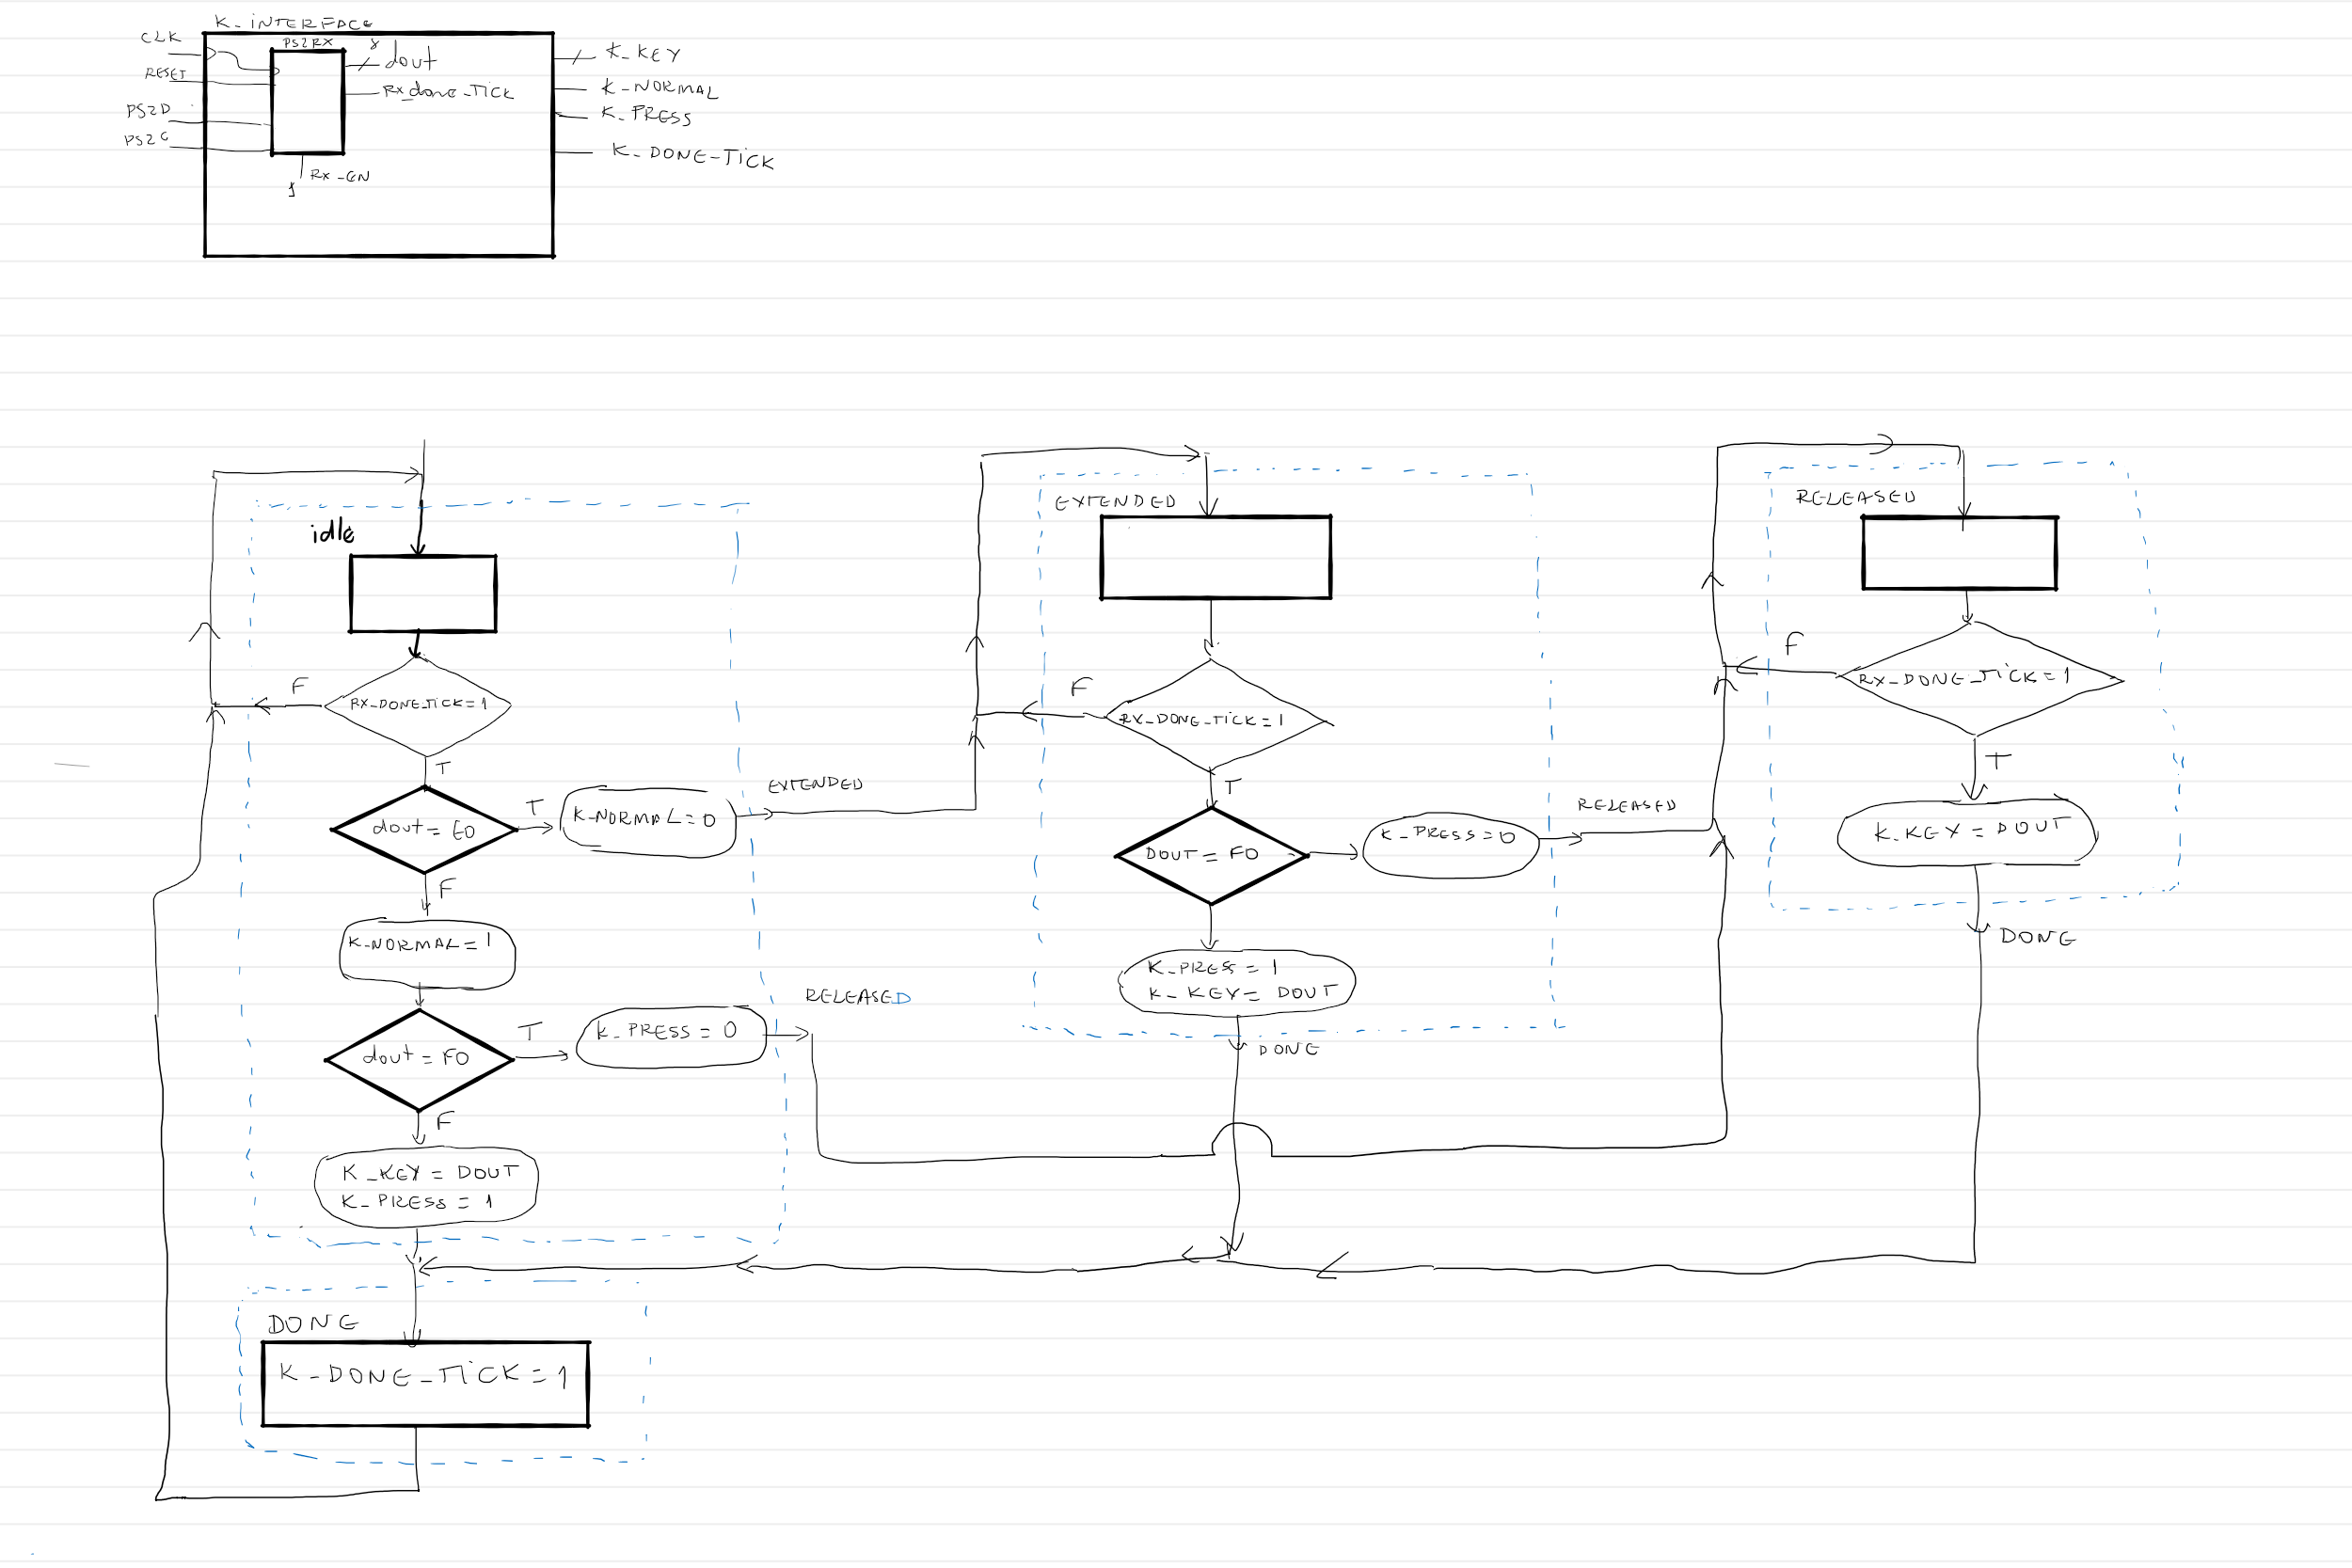 K_INTERFACE
CLK
PS2RX
8
dout
K_KEY
RESET
Rx_done_TICK
K_NORMAL
PS2D
K_PRESS
PS2C
K_DONE_TICK
Rx_EN
1
idle
RX_DONE_TICK=1
F
T
dout = E0
T
K_NORMAL=0
EXTENDED
F
K_NORMAL=1
dout = F0
T
K_PRESS=0
RELEASED
F
K_KEY = DOUT
K_PRESS = 1
DONE
K_DONE_TICK=1
EXTENDED
F
RX_DONE_TICK=1
T
DOUT = F0
K_PRESS=0
RELEASED
K_PRESS = 1
K_KEY= DOUT
DONE
RELEASED
F
RX_DONE_TICK=1
T
K_KEY = DOUT
DONE